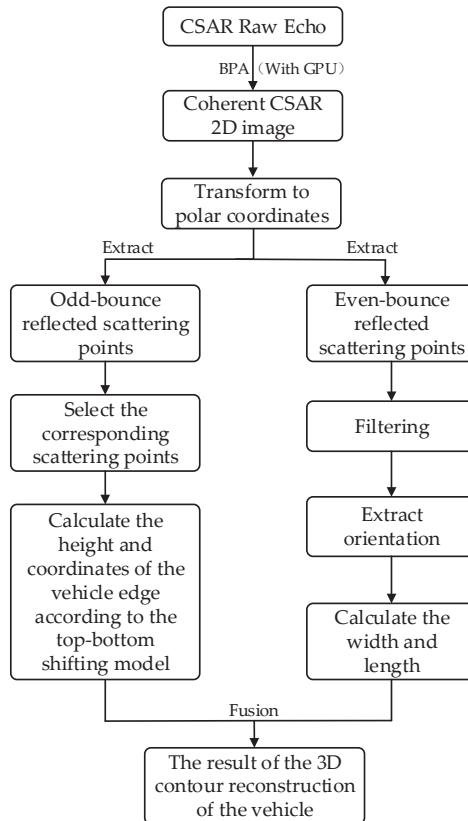 CSAR Raw Echo
BPA（With GPU）
Coherent CSAR
2D image
Transform to
polar coordinates
Extract
Extract
Odd-bounce
reflected scattering
points
Even-bounce
reflected
scattering points
Select the
corresponding
scattering points
Filtering
Calculate the
height and
coordinates of the
vehicle edge
according to the
top-bottom
shifting model
Extract
orientation
Calculate the
width and
length
Fusion
The result of the 3D
contour reconstruction
of the vehicle